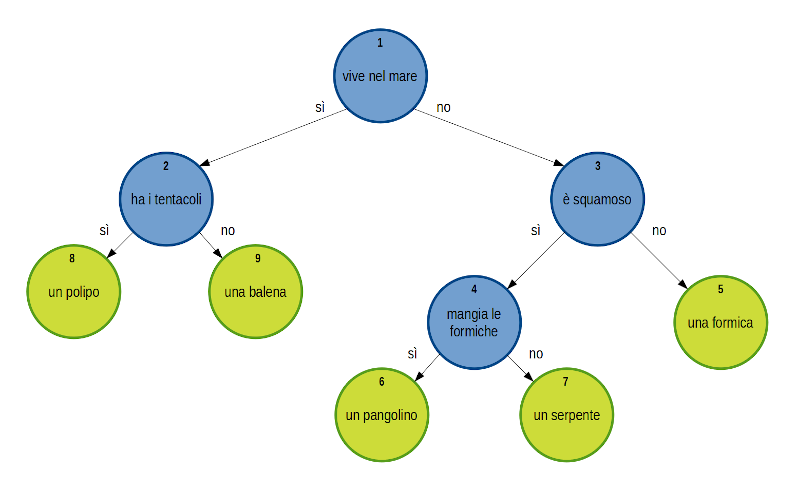 1
vive nel mare
sì
no
2
ha i tentacoli
3
è squamoso
sì
no
sì
no
8
un polipo
9
una balena
4
mangia le
formiche
5
una formica
sì
no
6
un pangolino
7
un serpente